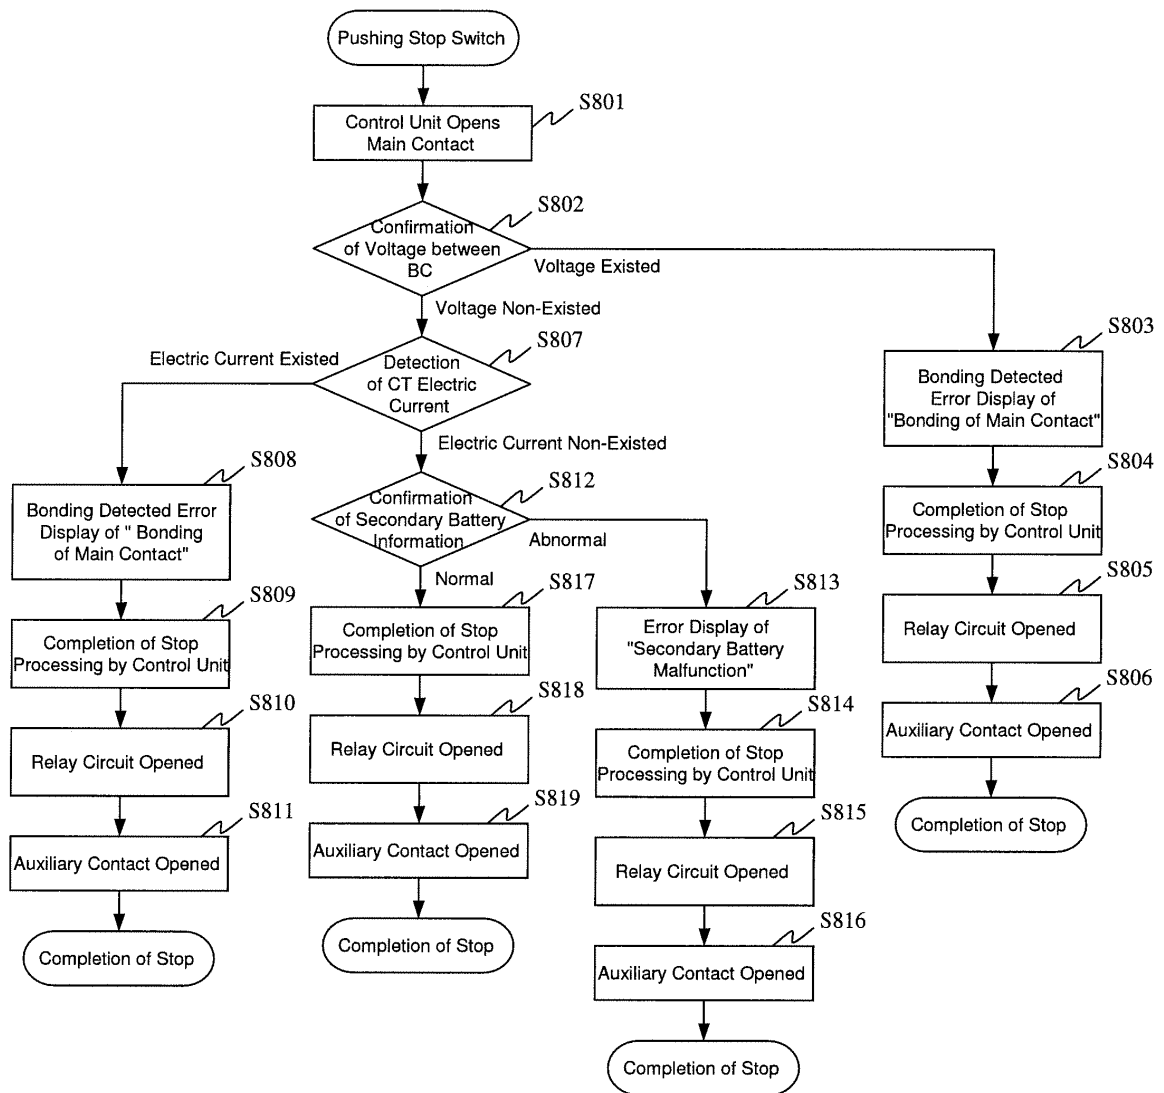 Pushing Stop Switch
S801
Control Unit Opens
Main Contact
S802
Confirmation
of Voltage between
BC
Voltage Existed
Voltage Non-Existed
S803
Bonding Detected
Error Display of
"Bonding of Main Contact"
S804
Completion of Stop
Processing by Control Unit
S805
Relay Circuit Opened
S806
Auxiliary Contact Opened
Completion of Stop
S807
Detection
of CT Electric
Current
Electric Current Existed
Electric Current Non-Existed
S808
Bonding Detected Error
Display of " Bonding
of Main Contact"
S809
Completion of Stop
Processing by Control Unit
S810
Relay Circuit Opened
S811
Auxiliary Contact Opened
Completion of Stop
S812
Confirmation
of Secondary Battery
Information
Abnormal
Normal
S817
Completion of Stop
Processing by Control Unit
S818
Relay Circuit Opened
S819
Auxiliary Contact Opened
Completion of Stop
S813
Error Display of
"Secondary Battery
Malfunction"
S814
Completion of Stop
Processing by Control Unit
S815
Relay Circuit Opened
S816
Auxiliary Contact Opened
Completion of Stop